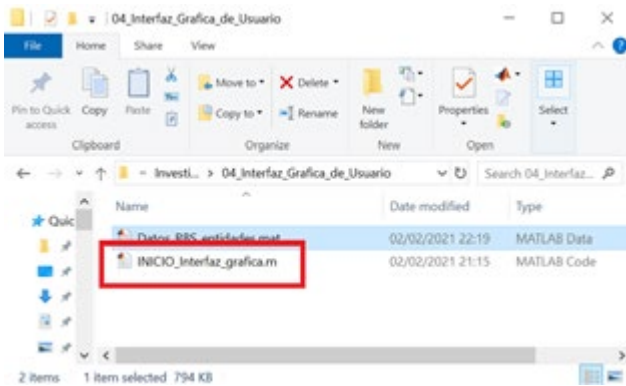 04_Interfaz_Grafica_de_Usuario
File Home Share View
Pin to Quick access
Copy
Paste
Move to
Copy to
Delete
Rename
New folder
Properties
Select
Clipboard Organize New Open
Investi... > 04_Interfaz_Grafica_de_Usuario Search 04_Interfaz_...
Name Date modified Type
Quic
Datos_RBS_entidades.mat 02/02/2021 22:19 MATLAB Data
INICIO_Interfaz_grafica.m 02/02/2021 21:15 MATLAB Code
2 items 1 item selected 794 KB